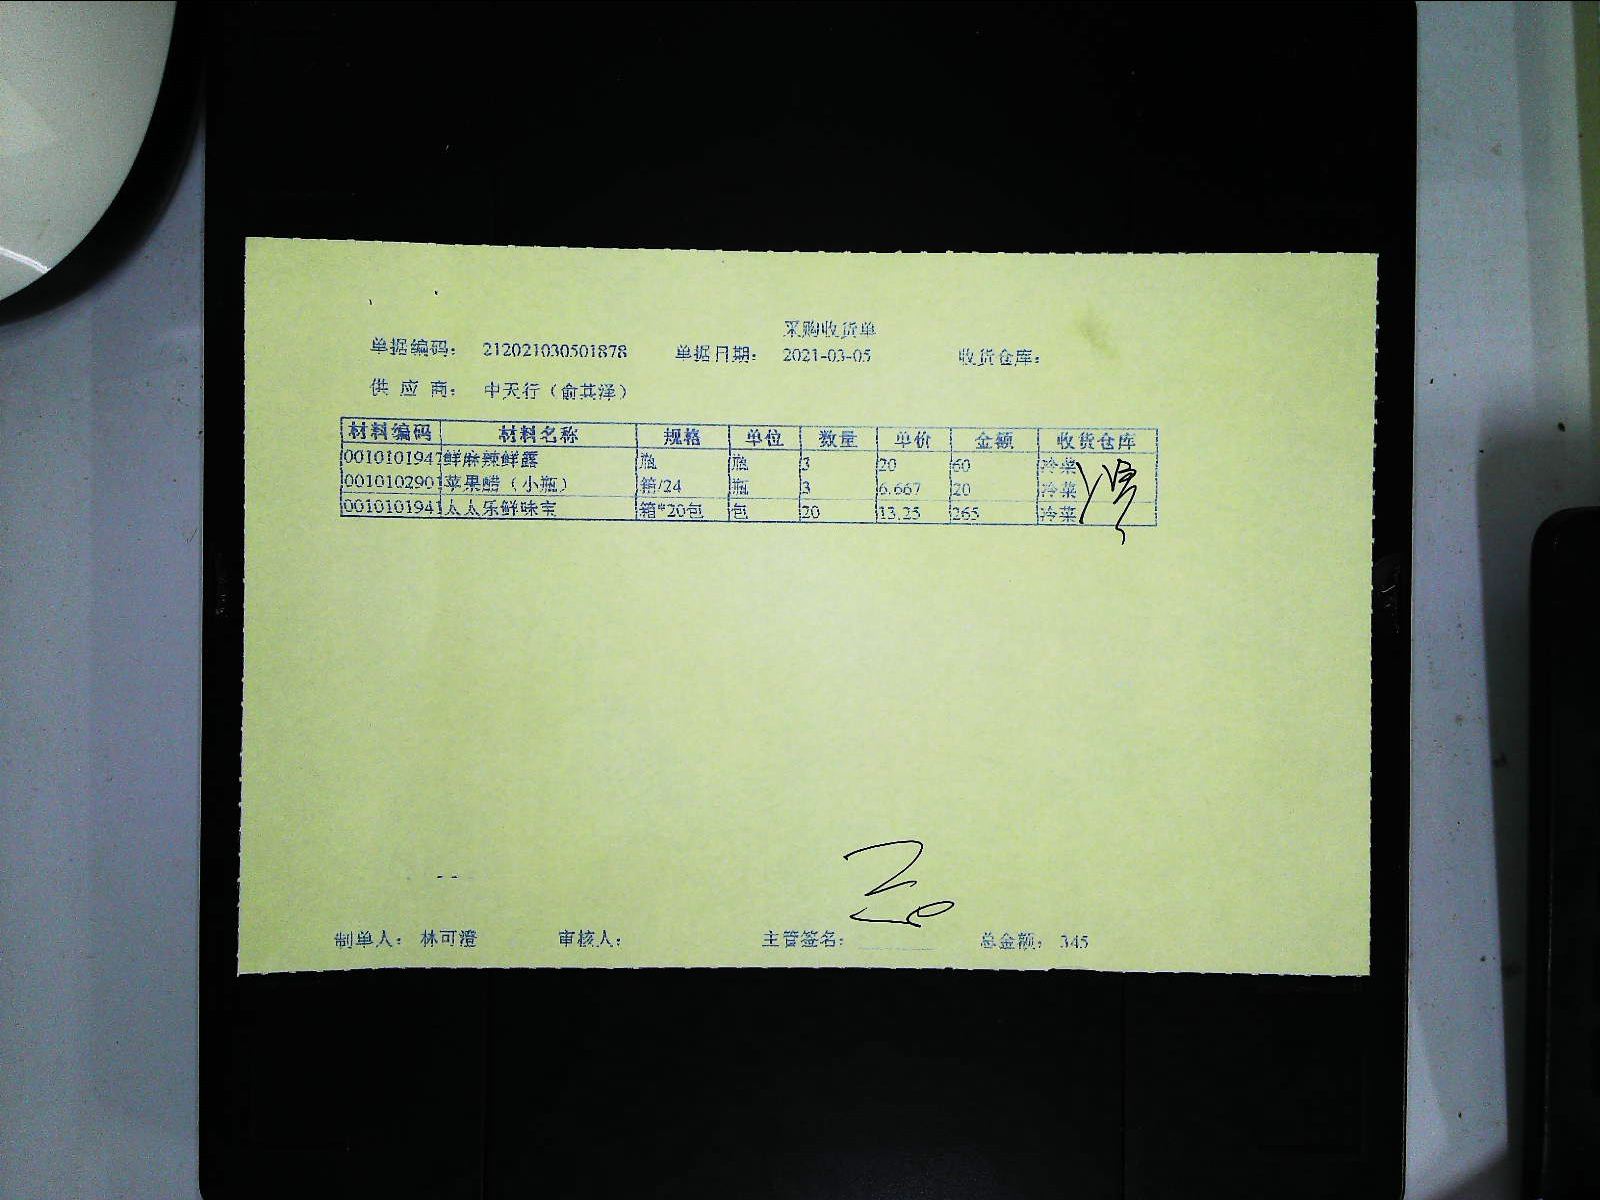 采购收货单
单据编码： 212021030501878 单据日期： 2021-03-05 收货仓库：
供 应 商： 中天行（俞其泽）
材料编码 材料名称 规格 单位 数量 单价 金额 收货仓库
0010101947 鲜麻辣鲜露 瓶 瓶 3 20 60 冷菜
0010102901 苹果醋（小瓶） 箱/24 瓶 3 6.667 20 冷菜
0010101941 太太乐鲜味宝 箱*20包 包 20 13.25 265 冷菜
制单人： 林可澄 审核人： 主管签名： 总金额： 345